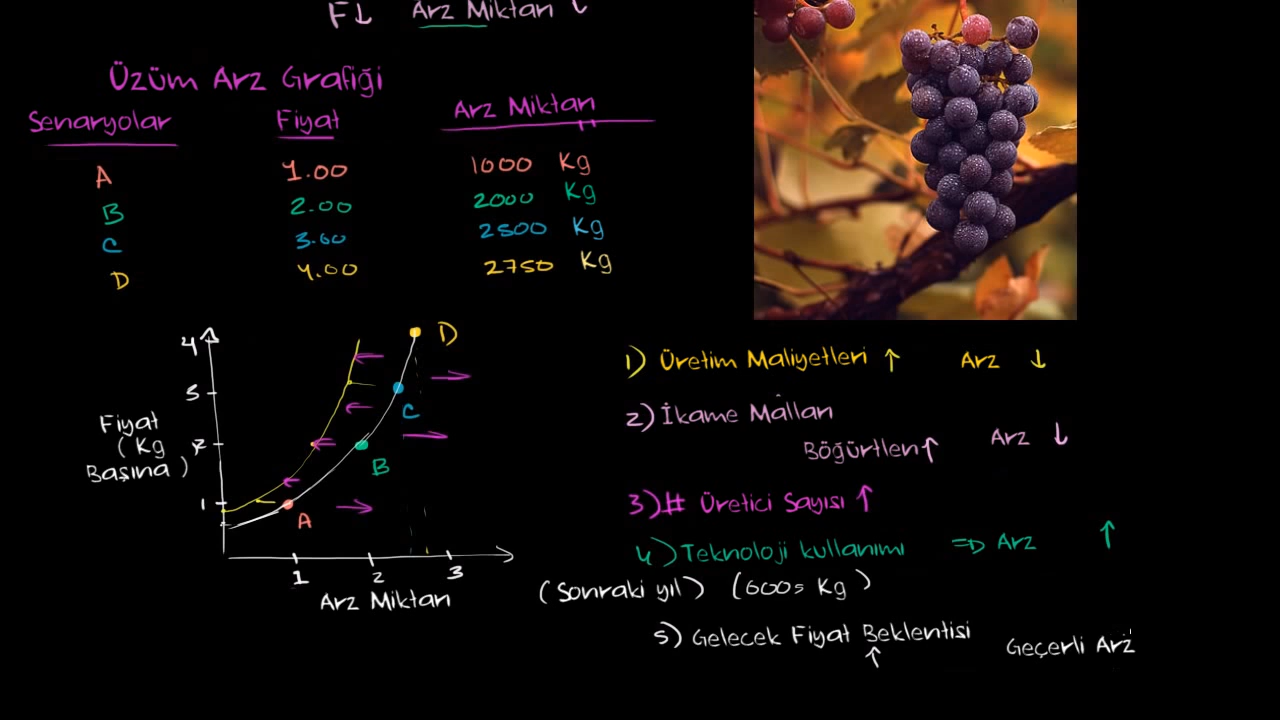 F↓ Arz Miktarı ↓
Üzüm Arz Grafiği
Senaryolar Fiyat Arz Miktarı
A 1.00 1000 Kg
B 2.00 2000 Kg
C 3.00 2500 Kg
D 4.00 2750 Kg
4
3
2
1
Fiyat
(Kg
Başına)
A
B
C
D
1 2 3
Arz Miktarı
1) Üretim Maliyetleri ↑ Arz ↓
2) İkame Malları
Böğürtlen ↑ Arz ↓
3) # Üretici Sayısı ↑
4) Teknoloji kullanımı => Arz ↑
(Sonraki yıl) (600s Kg)
5) Gelecek Fiyat Beklentisi ↑ Geçerli Arz